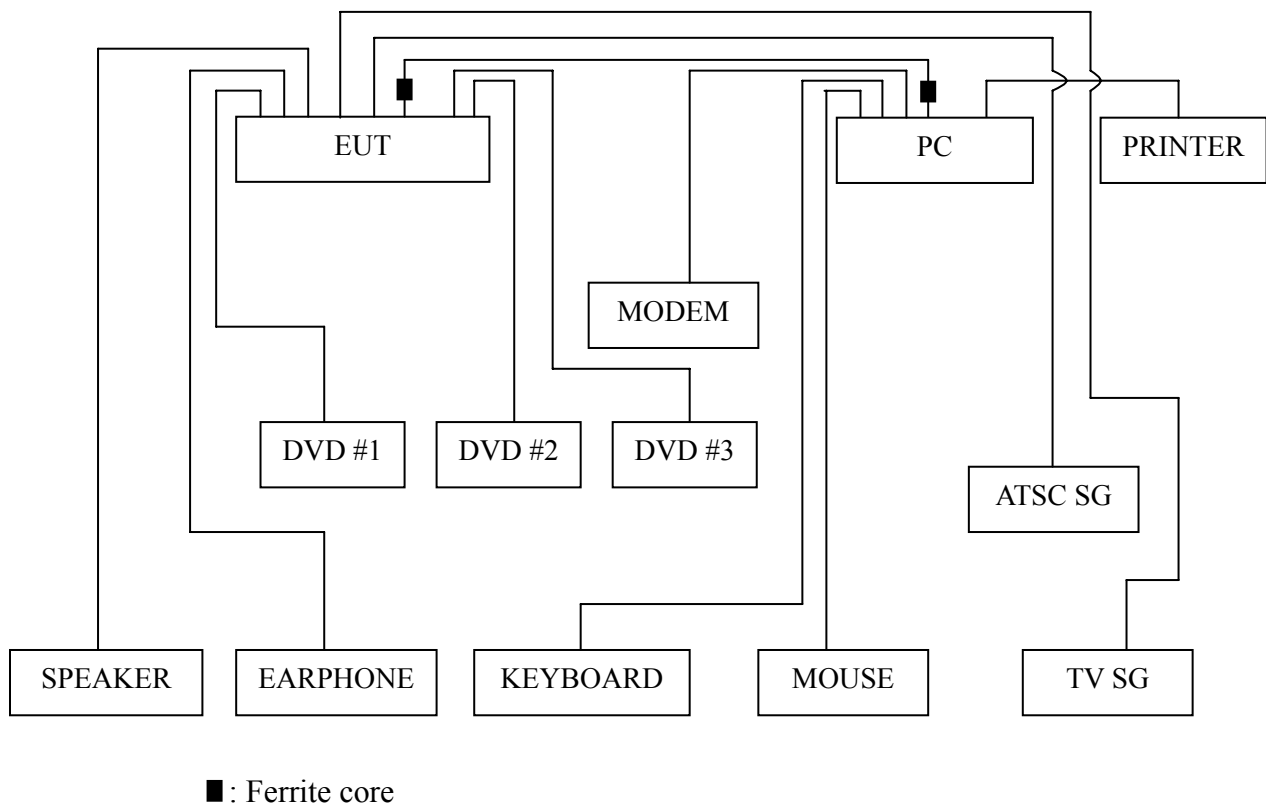 EUT
PC
PRINTER
MODEM
DVD #1
DVD #2
DVD #3
ATSC SG
SPEAKER
EARPHONE
KEYBOARD
MOUSE
TV SG
: Ferrite core